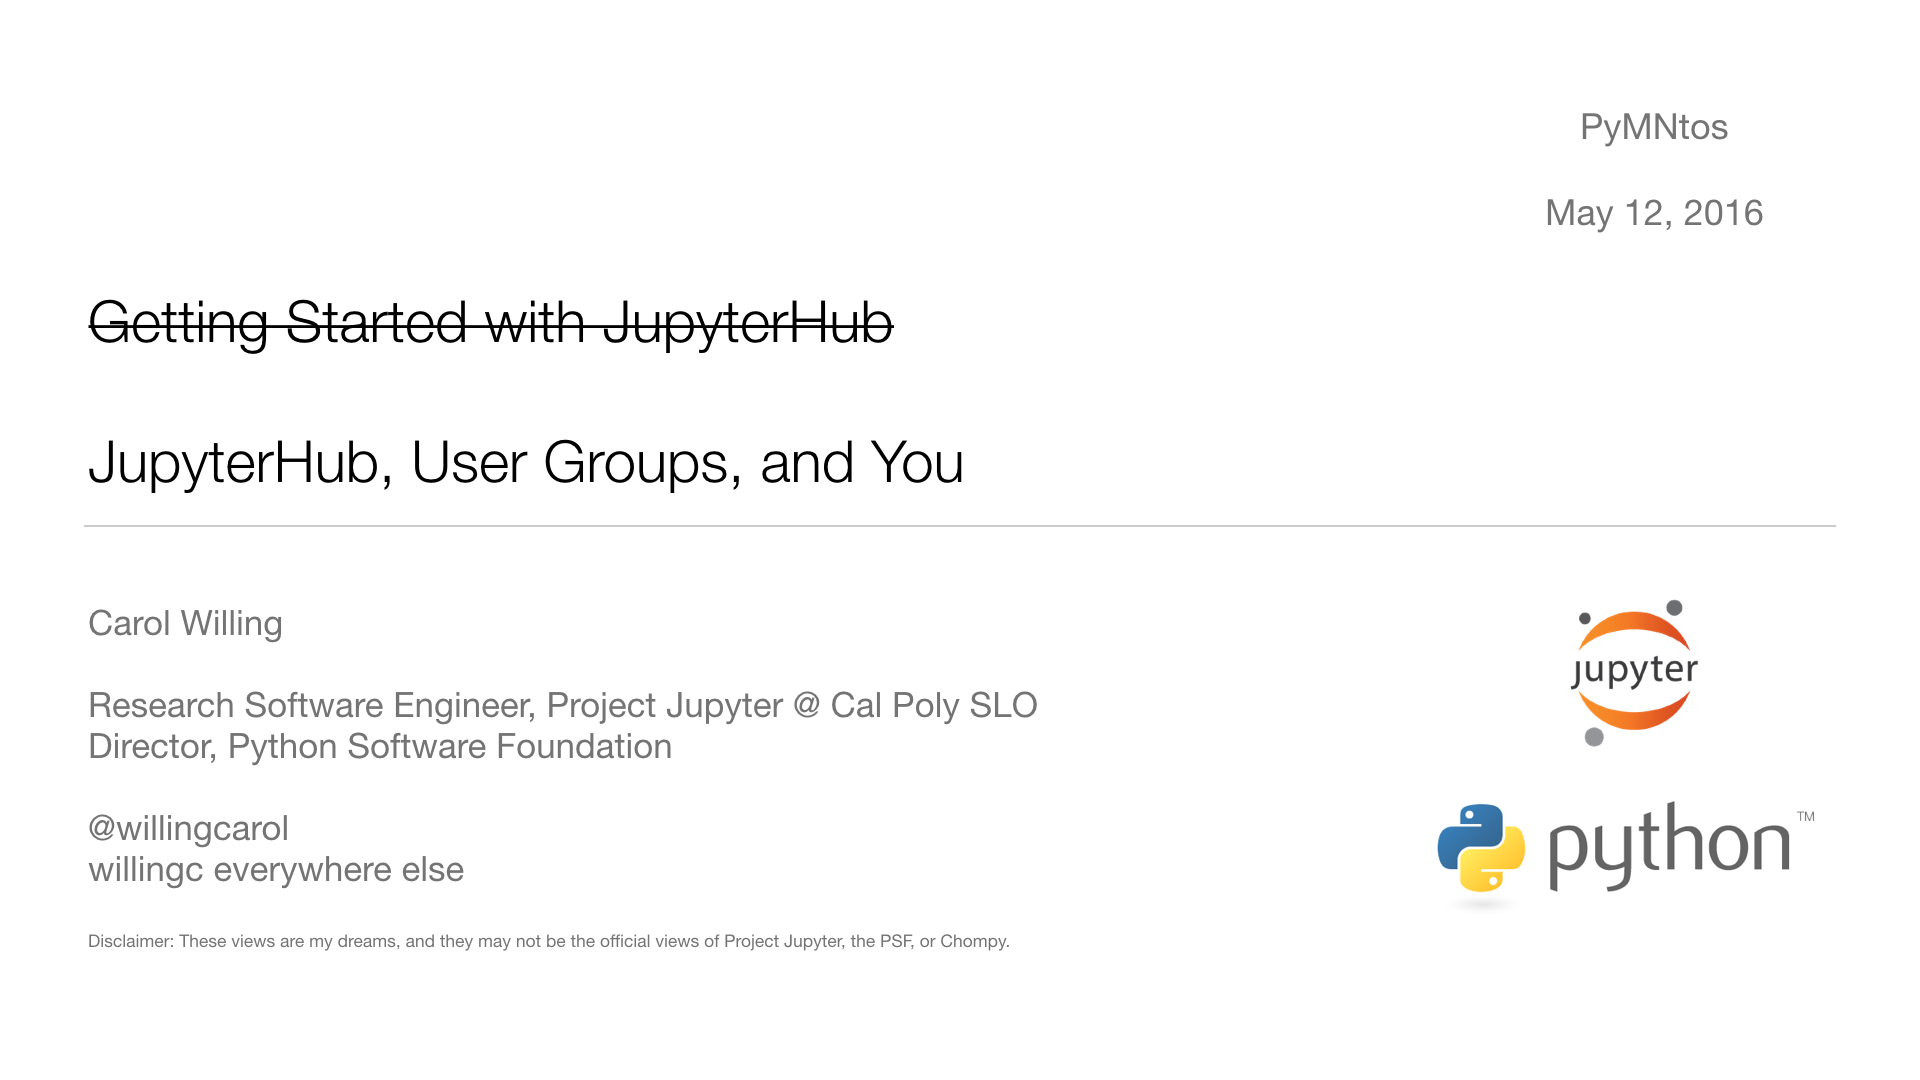 PyMNtos
May 12, 2016
Getting Started with JupyterHub
JupyterHub, User Groups, and You
Carol Willing
Research Software Engineer, Project Jupyter @ Cal Poly SLO
Director, Python Software Foundation
@willingcarol
willingc everywhere else
Disclaimer: These views are my dreams, and they may not be the official views of Project Jupyter, the PSF, or Chompy.
jupyter
python™